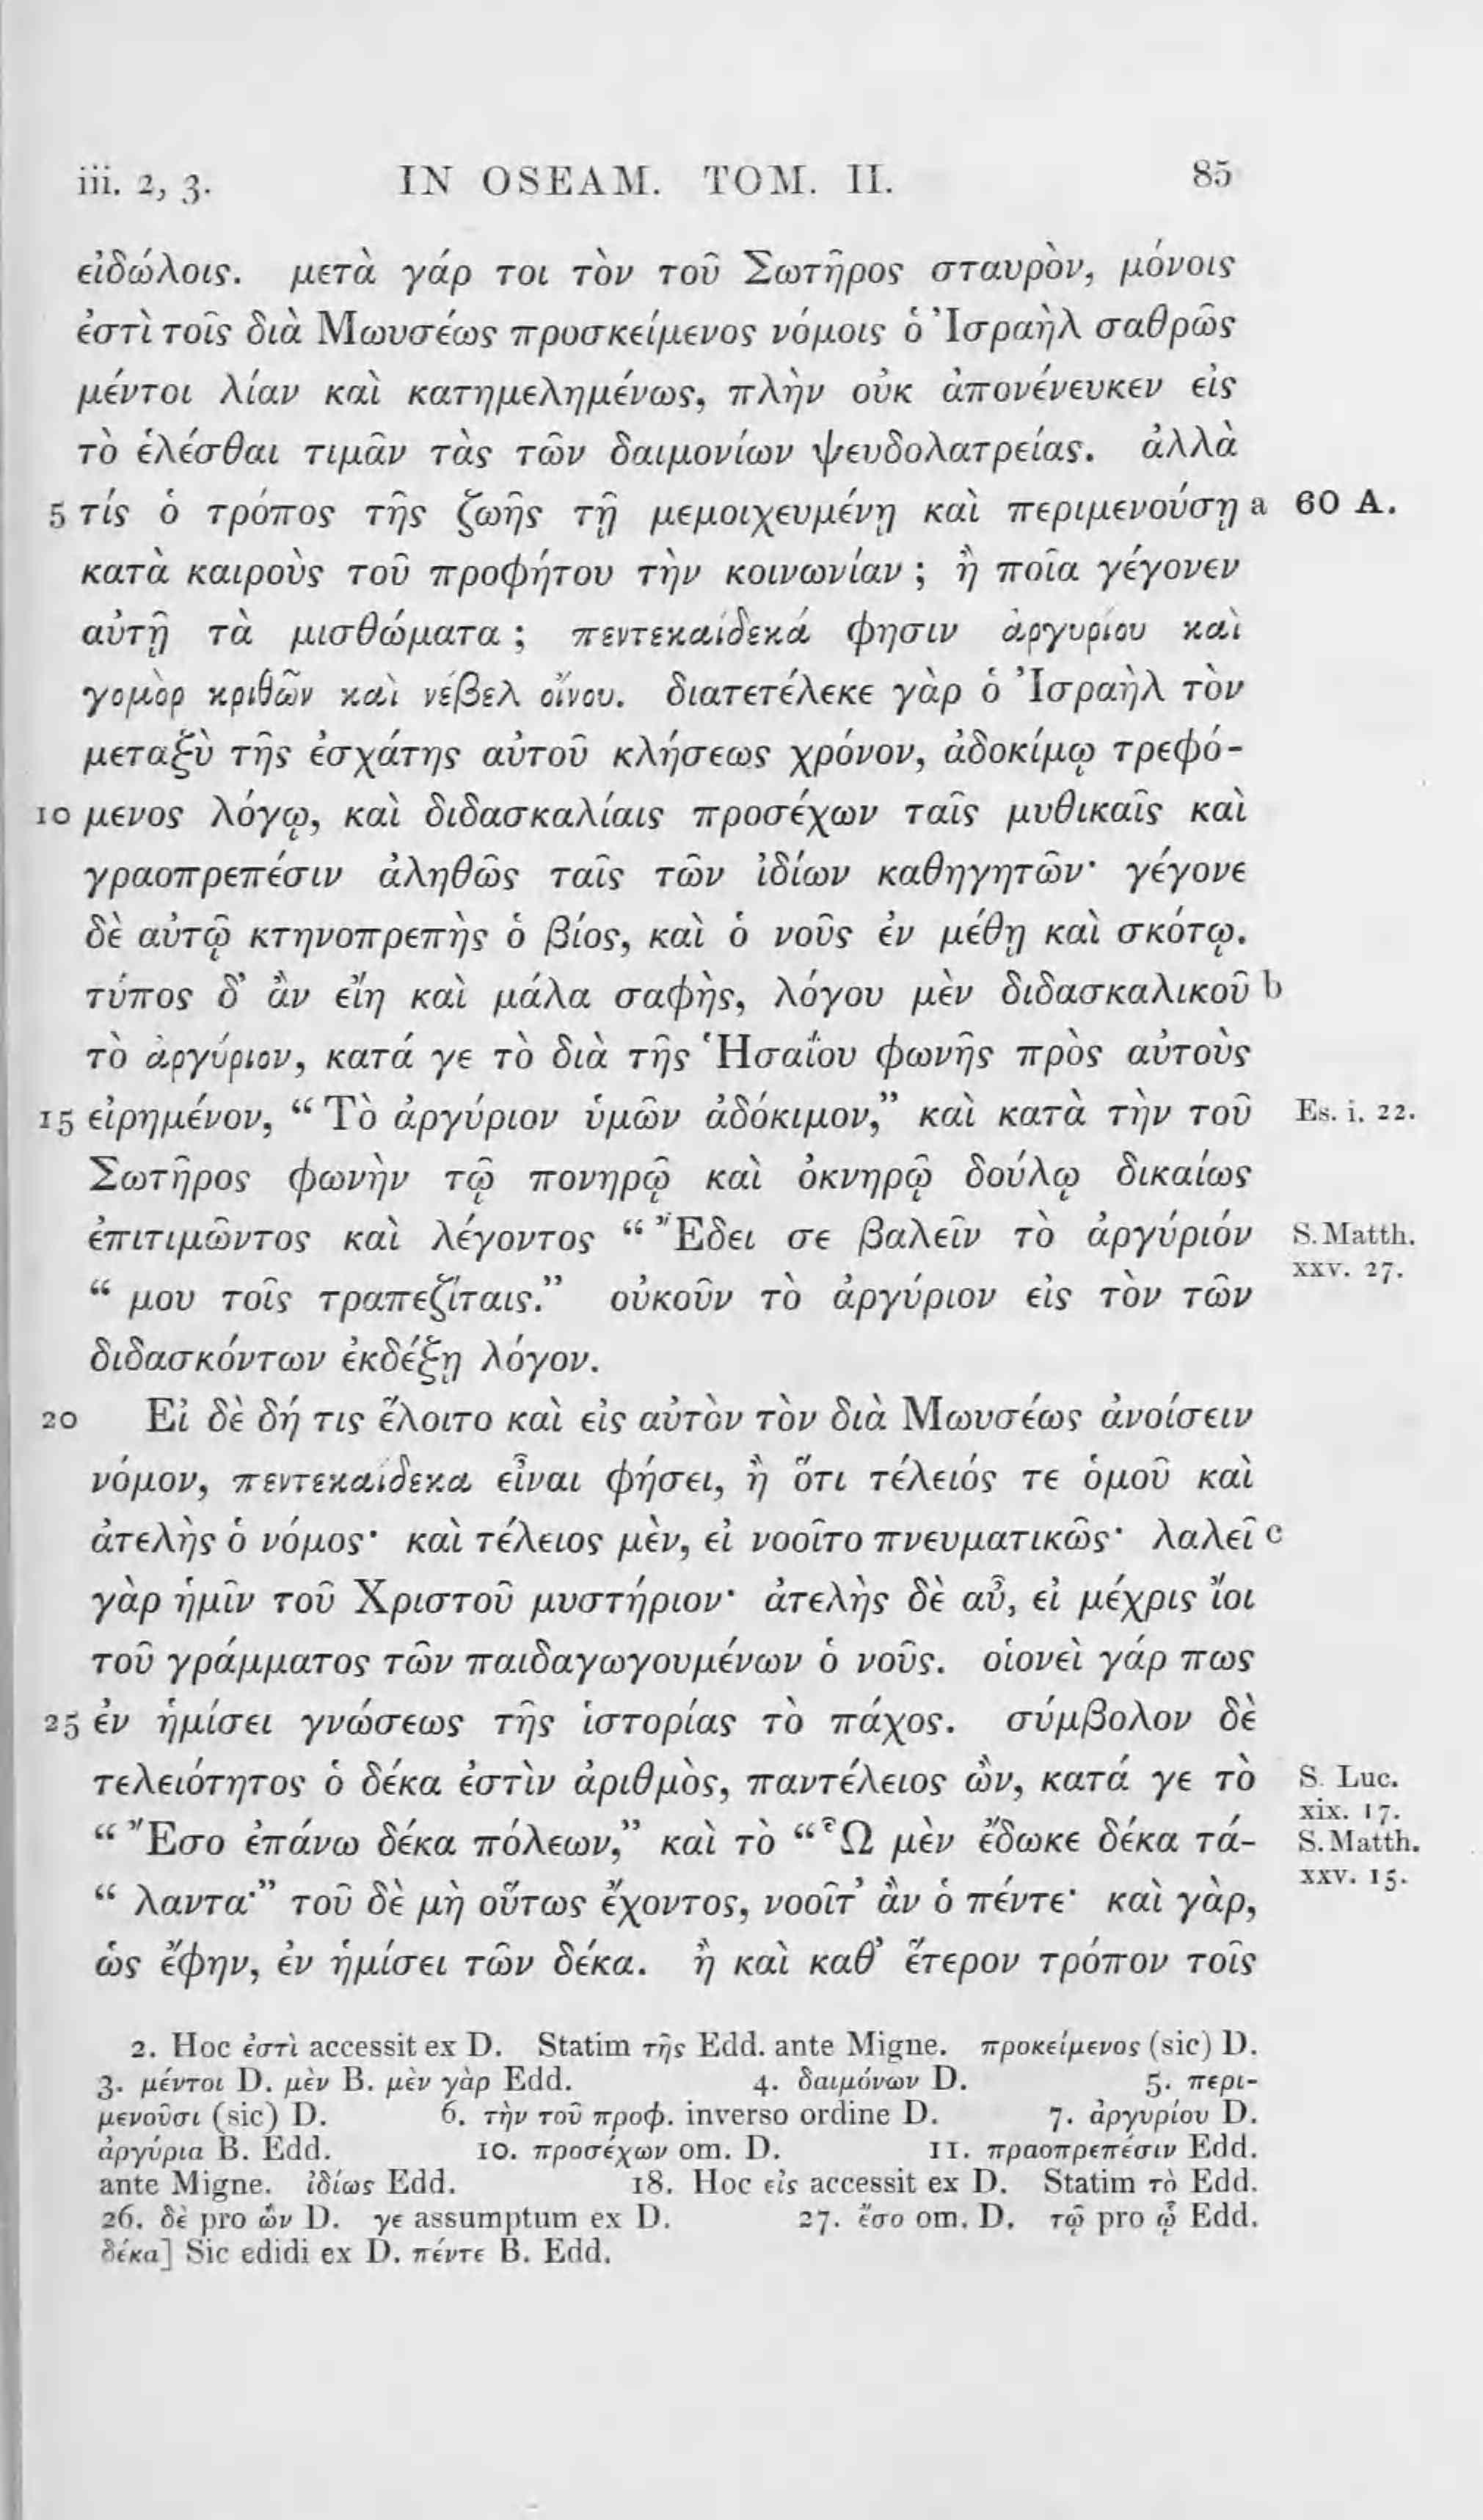 iii. 2, 3. IN OSEAM. TOM. II. 85
εἰδώλοις. μετὰ γάρ τοι τὸν τοῦ Σωτῆρος σταυρὸν, μόνοις
ἐστὶ τοῖς διὰ Μωυσέως προσκείμενος νόμοις ὁ Ἰσραὴλ σαθρῶς
μέντοι λίαν καὶ κατημελημένως, πλὴν οὐκ ἀπονένευκεν εἰς
τὸ ἑλέσθαι τιμᾶν τὰς τῶν δαιμονίων ψευδολατρείας. ἀλλὰ
5 τίς ὁ τρόπος τῆς ζωῆς τῇ μεμοιχευμένῃ καὶ περιμενούσῃ a 60 A.
κατὰ καιροὺς τοῦ προφήτου τὴν κοινωνίαν ; ἢ ποῖα γέγονεν
αὐτῇ τὰ μισθώματα ; πεντεκαίδεκά φησιν ἀργυρίου καὶ
γομὸρ κριθῶν καὶ νέβελ οἴνου. διατετέλεκε γὰρ ὁ Ἰσραὴλ τὸν
μεταξὺ τῆς ἐσχάτης αὐτοῦ κλήσεως χρόνον, ἀδοκίμῳ τρεφό-
10 μενος λόγῳ, καὶ διδασκαλίαις προσέχων ταῖς μυθικαῖς καὶ
γραοπρεπέσιν ἀληθῶς ταῖς τῶν ἰδίων καθηγητῶν· γέγονε
δὲ αὐτῷ κτηνοπρεπὴς ὁ βίος, καὶ ὁ νοῦς ἐν μέθῃ καὶ σκότῳ.
τύπος δ’ ἂν εἴη καὶ μάλα σαφὴς, λόγου μὲν διδασκαλικοῦ b
τὸ ἀργύριον, κατά γε τὸ διὰ τῆς Ἡσαΐου φωνῆς πρὸς αὐτοὺς
15 εἰρημένον, “ Τὸ ἀργύριον ὑμῶν ἀδόκιμον,” καὶ κατὰ τὴν τοῦ Es. i. 22.
Σωτῆρος φωνὴν τῷ πονηρῷ καὶ ὀκνηρῷ δούλῳ δικαίως
ἐπιτιμῶντος καὶ λέγοντος “ Ἔδει σε βαλεῖν τὸ ἀργύριόν S. Matth.
xxv. 27.
“ μου τοῖς τραπεζίταις.” οὐκοῦν τὸ ἀργύριον εἰς τὸν τῶν
διδασκόντων ἐκδέξῃ λόγον.
20 Εἰ δὲ δή τις ἕλοιτο καὶ εἰς αὐτὸν τὸν διὰ Μωυσέως ἀνοίσειν
νόμον, πεντεκαίδεκα εἶναι φήσει, ἢ ὅτι τέλειός τε ὁμοῦ καὶ
ἀτελὴς ὁ νόμος· καὶ τέλειος μὲν, εἰ νοοῖτο πνευματικῶς· λαλεῖ c
γὰρ ἡμῖν τοῦ Χριστοῦ μυστήριον· ἀτελὴς δὲ αὖ, εἰ μέχρις ἴοι
τοῦ γράμματος τῶν παιδαγωγουμένων ὁ νοῦς. οἱονεὶ γάρ πως
25 ἐν ἡμίσει γνώσεως τῆς ἱστορίας τὸ πάχος. σύμβολον δὲ
τελειότητος ὁ δέκα ἐστὶν ἀριθμὸς, παντέλειος ὢν, κατά γε τὸ S. Luc.
xix. 17.
“ Ἔσο ἐπάνω δέκα πόλεων,” καὶ τὸ “ Ὧ μὲν ἔδωκε δέκα τά- S. Matth.
xxv. 15.
“ λαντα·” τοῦ δὲ μὴ οὕτως ἔχοντος, νοοῖτ’ ἂν ὁ πέντε· καὶ γὰρ,
ὡς ἔφην, ἐν ἡμίσει τῶν δέκα. ἢ καὶ καθ’ ἕτερον τρόπον τοῖς
2. Hoc ἐστὶ accessit ex D. Statim τῆς Edd. ante Migne. προκείμενος (sic) D.
3. μέντοι D. μὲν B. μὲν γὰρ Edd. 4. δαιμόνων D. 5. περι-
μενοῦσι (sic) D. 6. τὴν τοῦ προφ. inverso ordine D. 7. ἀργυρίου D.
ἀργύρια B. Edd. 10. προσέχων om. D. 11. πραοπρεπέσιν Edd.
ante Migne. ἰδίως Edd. 18. Hoc εἰς accessit ex D. Statim τὸ Edd.
26. δὲ pro ὢν D. γε assumptum ex D. 27. ἔσο om. D. τῷ pro ᾧ Edd.
δέκα] Sic edidi ex D. πέντε B. Edd.